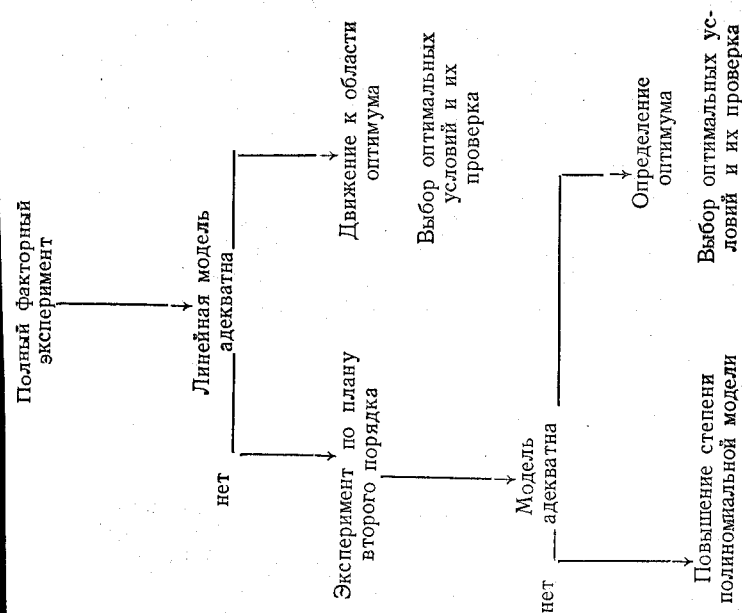 Полный факторный
эксперимент
Линейная модель
адекватна
нет
Движение к области
оптимума
Выбор оптимальных
условий и их
проверка
Эксперимент по плану
второго порядка
Модель
адекватна
нет
Определение
оптимума
Выбор оптимальных ус-
ловий и их проверка
Повышение степени
полиномиальной модели